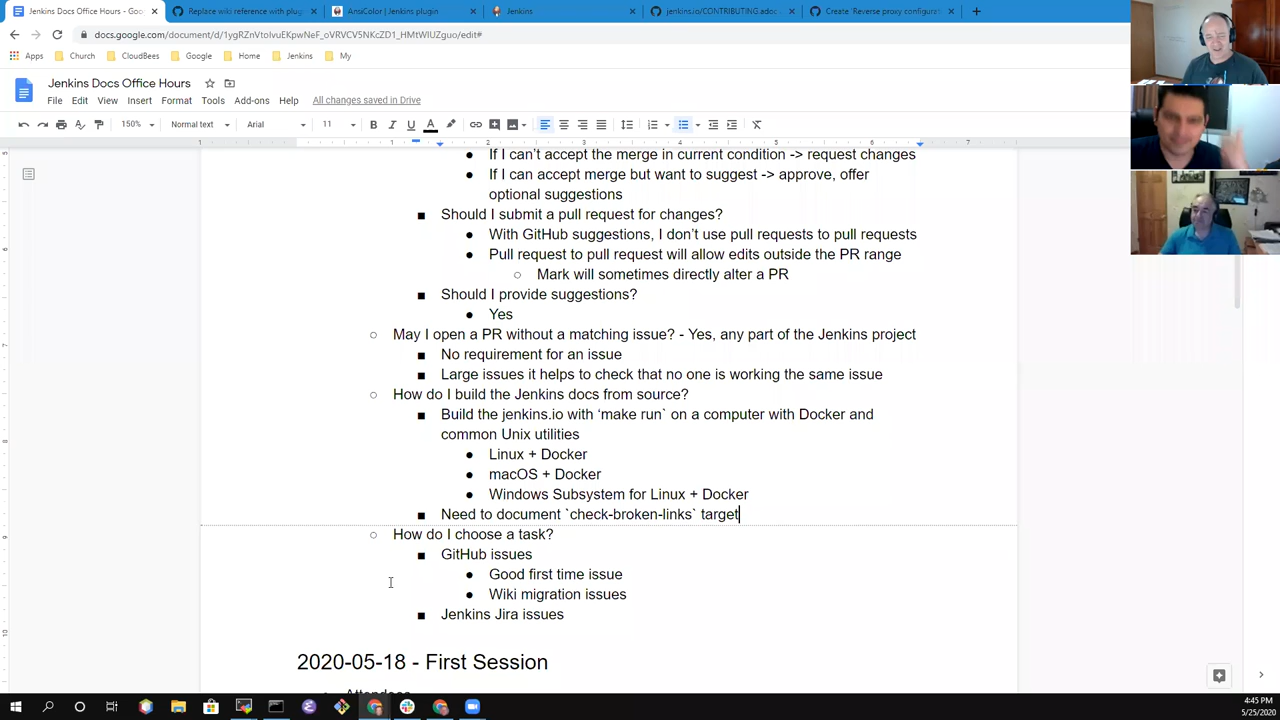 Jenkins Docs Office Hours - Goo
Replace wiki reference with plug
AnsiColor | Jenkins plugin
Jenkins
jenkins.io/CONTRIBUTING.adoc
Create 'Reverse proxy configurat
Apps
Church
CloudBees
Google
Home
Jenkins
My
Jenkins Docs Office Hours
File Edit View Insert Format Tools Add-ons Help All changes saved in Drive
150% Normal text Arial 11 B I U A
1 1 2 3 4 5 6 7
If I can't accept the merge in current condition -> request changes
If I can accept merge but want to suggest -> approve, offer
optional suggestions
Should I submit a pull request for changes?
With GitHub suggestions, I don't use pull requests to pull requests
Pull request to pull request will allow edits outside the PR range
Mark will sometimes directly alter a PR
Should I provide suggestions?
Yes
May I open a PR without a matching issue? - Yes, any part of the Jenkins project
No requirement for an issue
Large issues it helps to check that no one is working the same issue
How do I build the Jenkins docs from source?
Build the jenkins.io with ‘make run` on a computer with Docker and
common Unix utilities
Linux + Docker
macOS + Docker
Windows Subsystem for Linux + Docker
Need to document `check-broken-links` target
How do I choose a task?
GitHub issues
Good first time issue
Wiki migration issues
Jenkins Jira issues
2020-05-18 - First Session
4:45 PM
5/25/2020